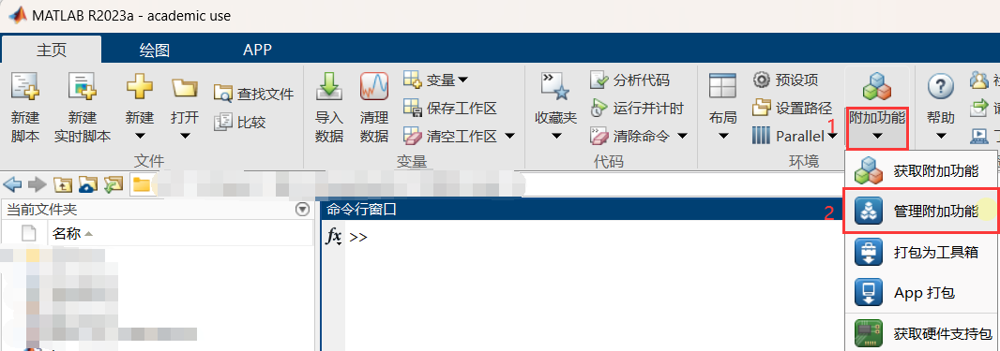 MATLAB R2023a - academic use
主页 绘图 APP
新建脚本
新建实时脚本
新建
打开
查找文件
比较
文件
导入数据
清理数据
变量
保存工作区
清空工作区
变量
收藏夹
分析代码
运行并计时
清除命令
代码
布局
预设项
设置路径
Parallel
环境
1
附加功能
帮助
获取附加功能
2
管理附加功能
打包为工具箱
App 打包
获取硬件支持包
当前文件夹
名称
命令行窗口
fx >>